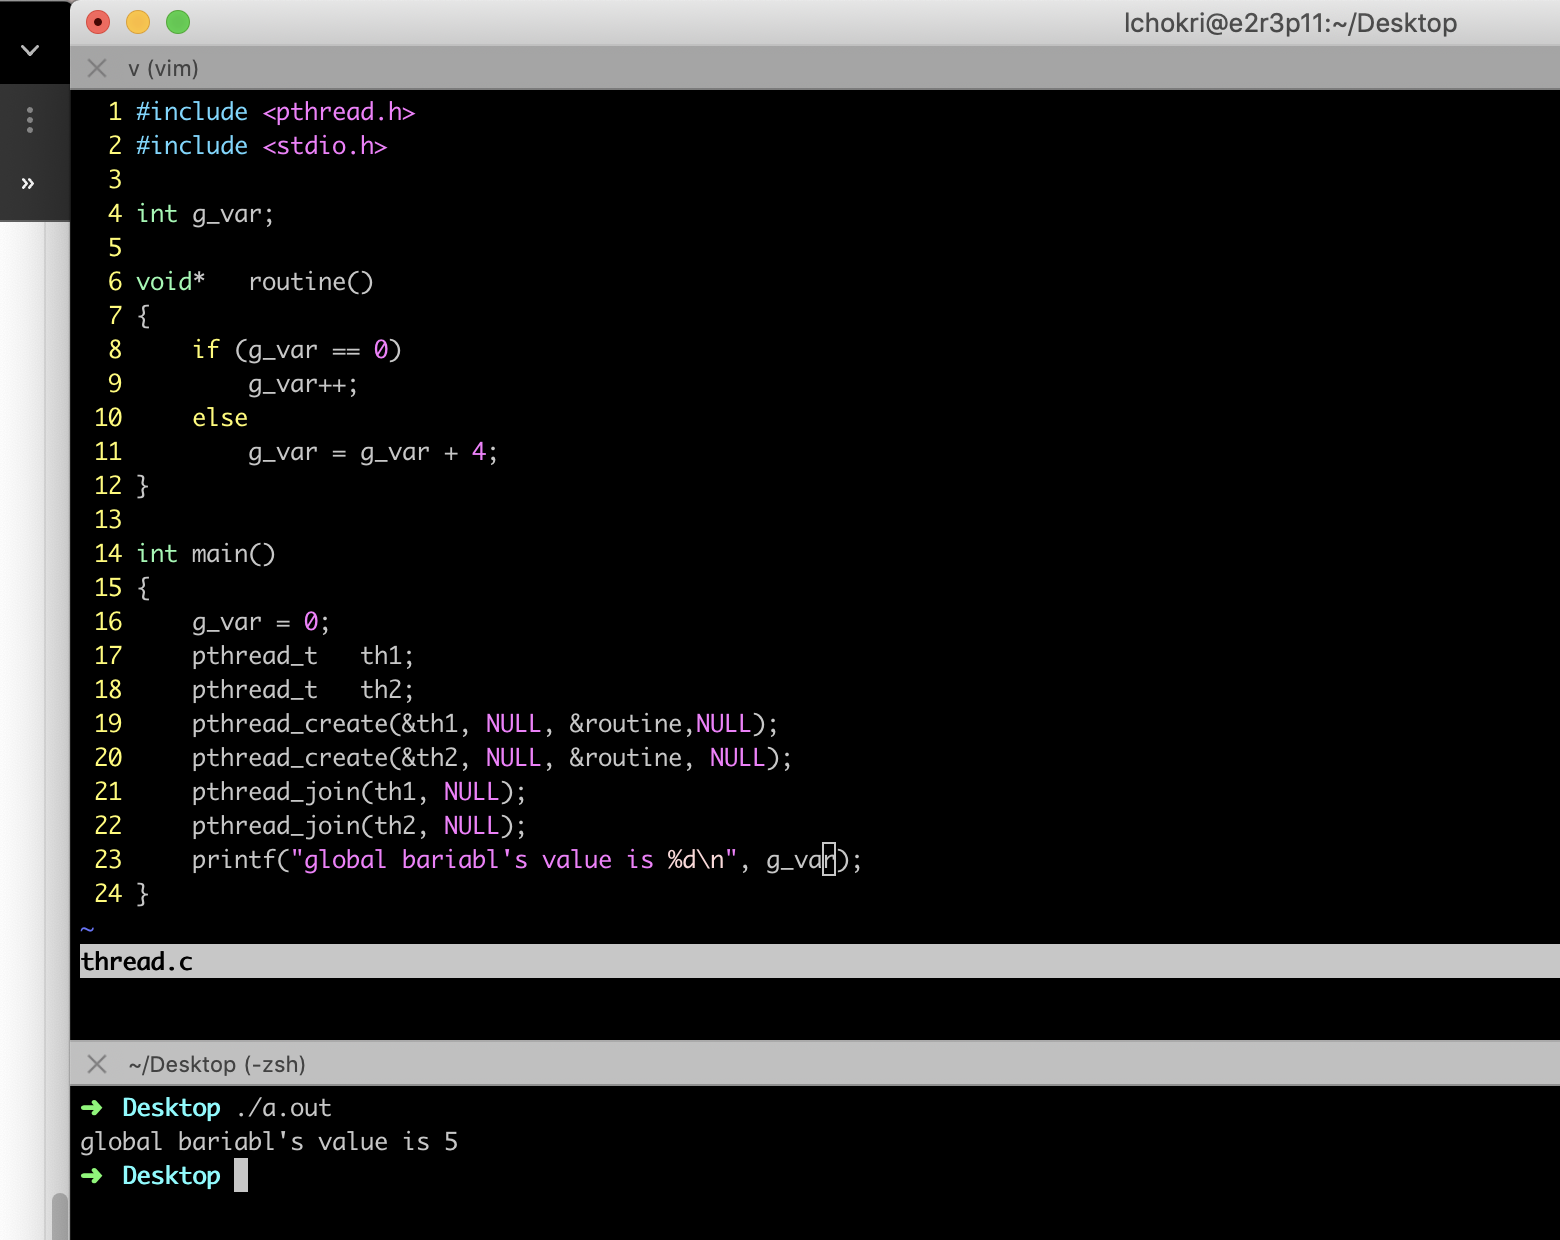 lchokri@e2r3p11:~/Desktop
v (vim)
1 #include <pthread.h>
2 #include <stdio.h>
3
4 int g_var;
5
6 void*   routine()
7 {
8     if (g_var == 0)
9         g_var++;
10     else
11         g_var = g_var + 4;
12 }
13
14 int main()
15 {
16     g_var = 0;
17     pthread_t   th1;
18     pthread_t   th2;
19     pthread_create(&th1, NULL, &routine,NULL);
20     pthread_create(&th2, NULL, &routine, NULL);
21     pthread_join(th1, NULL);
22     pthread_join(th2, NULL);
23     printf("global bariabl's value is %d\n", g_var);
24 }
~
thread.c
~/Desktop (-zsh)
➜  Desktop ./a.out
global bariabl's value is 5
➜  Desktop